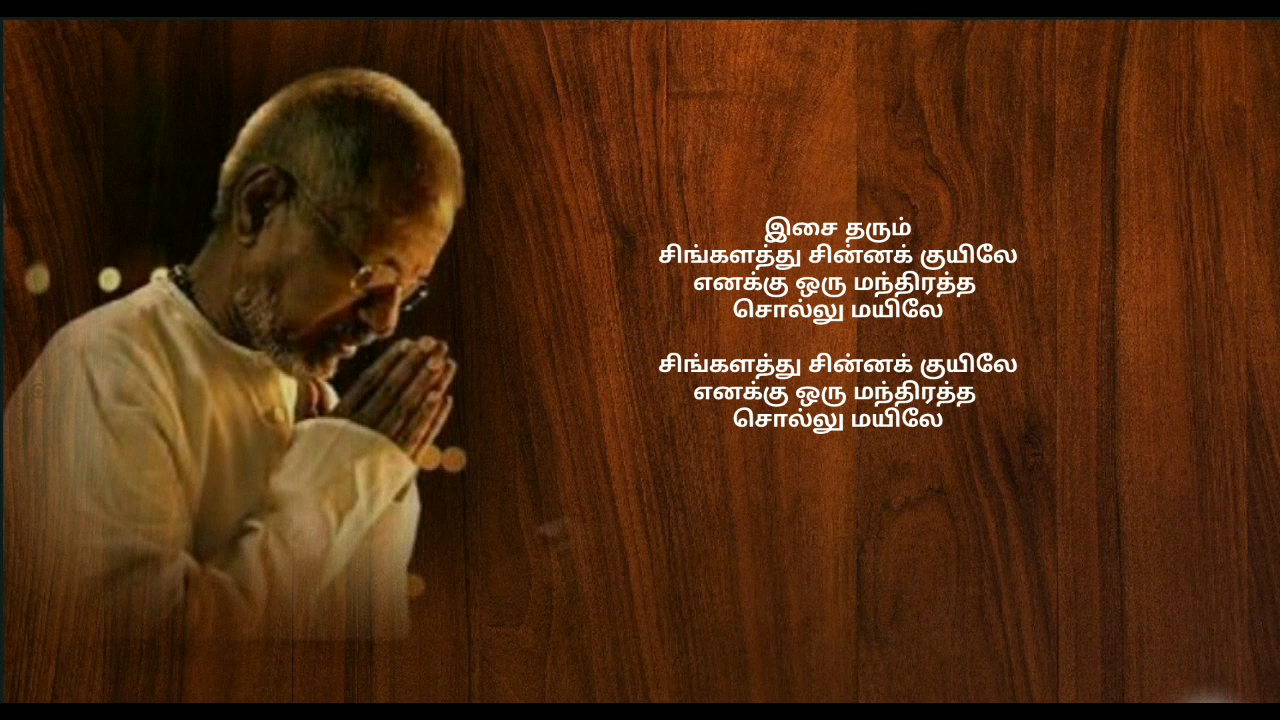 இசை தரும்
சிங்களத்து சின்னக் குயிலே
எனக்கு ஒரு மந்திரத்த
சொல்லு மயிலே
சிங்களத்து சின்னக் குயிலே
எனக்கு ஒரு மந்திரத்த
சொல்லு மயிலே